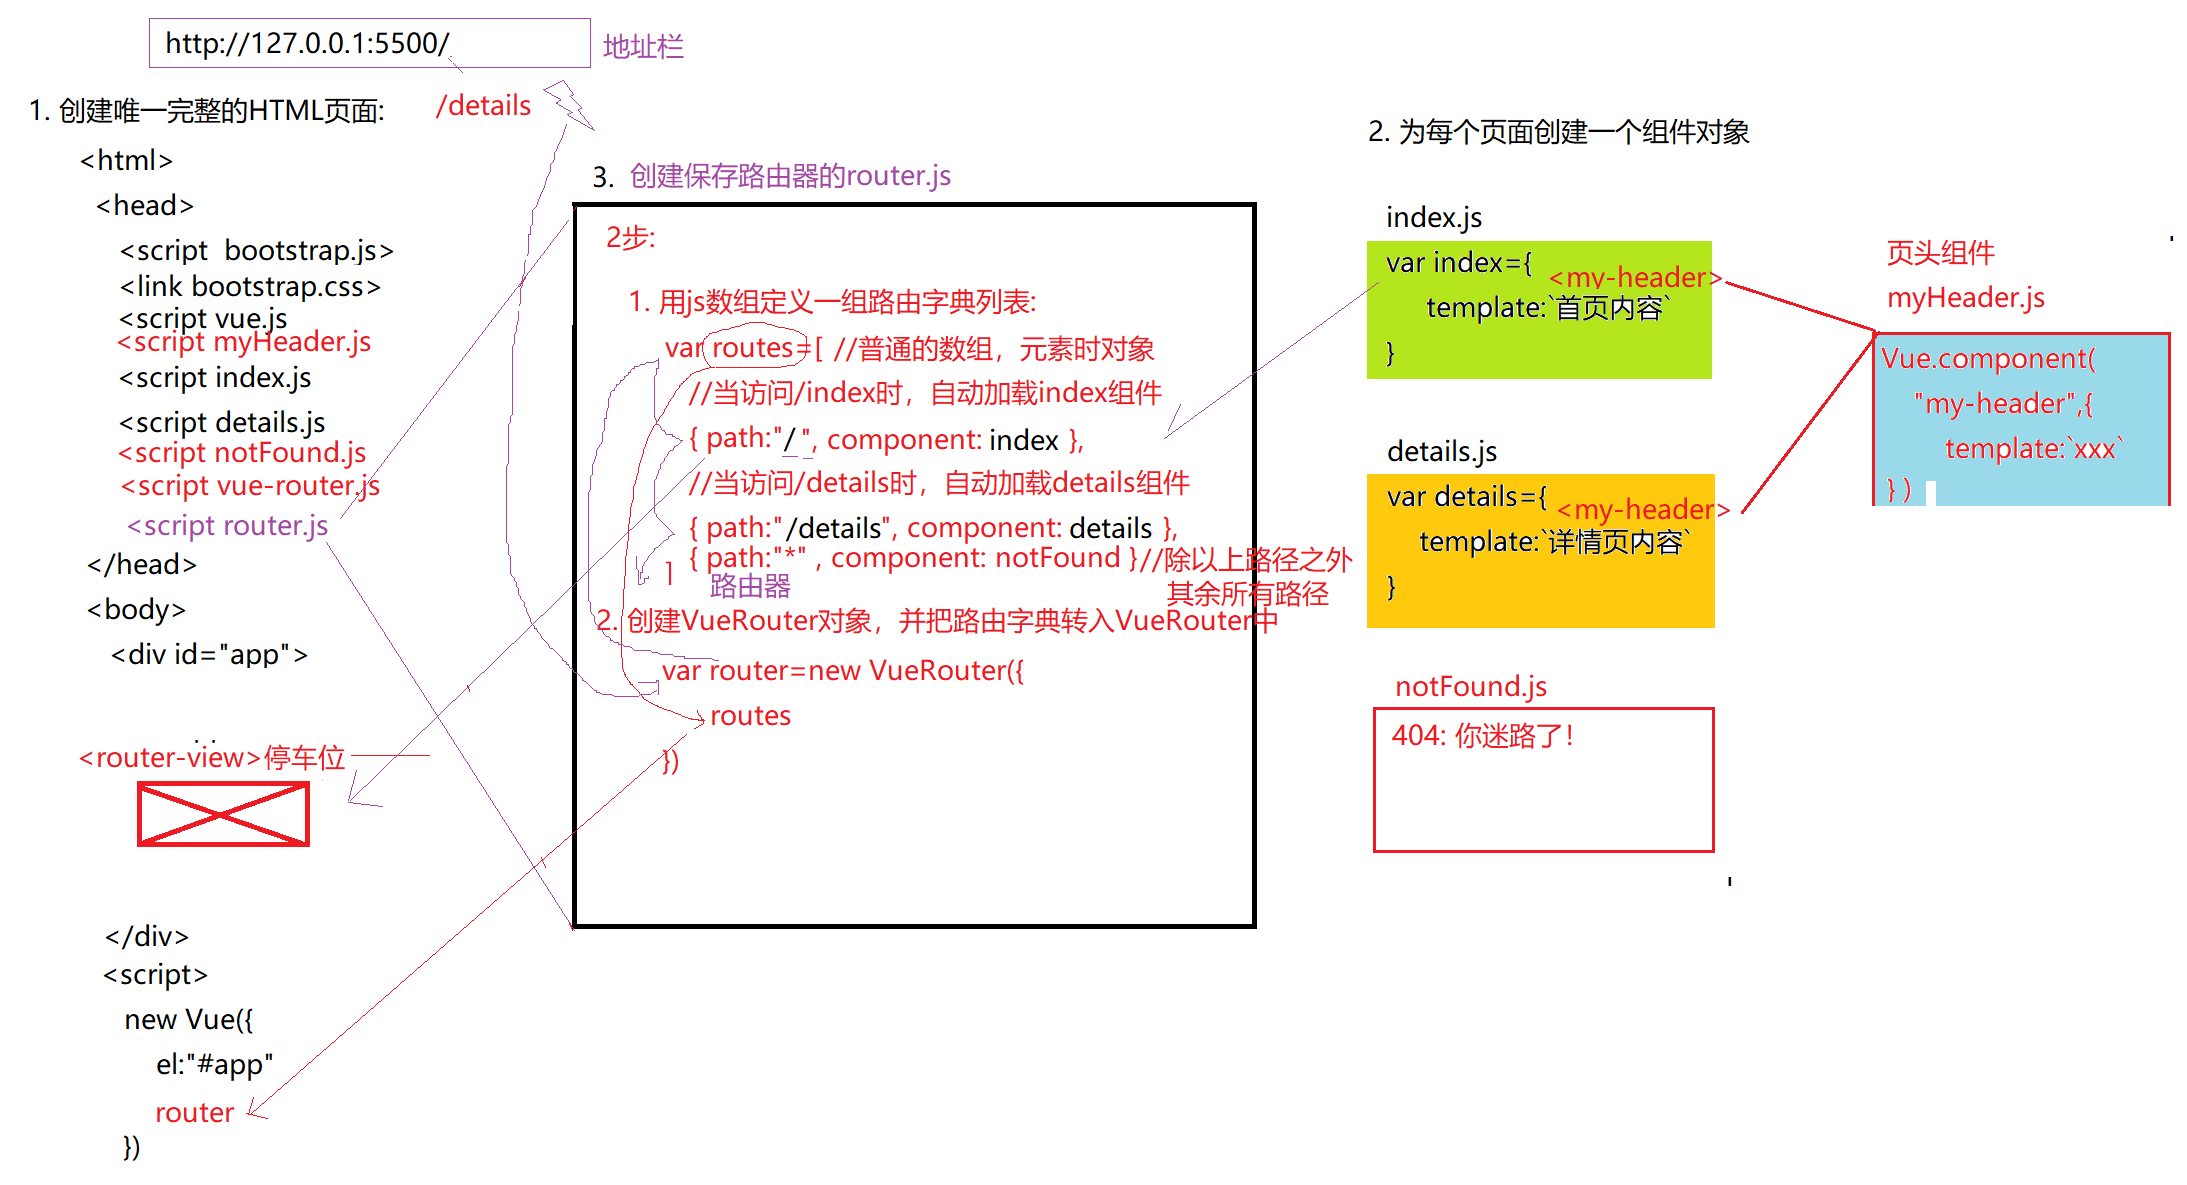 http://127.0.0.1:5500/
地址栏
/details
1. 创建唯一完整的HTML页面:
<html>
<head>
<script  bootstrap.js>
<link bootstrap.css>
<script vue.js
<script myHeader.js
<script index.js
<script details.js
<script notFound.js
<script vue-router.js
<script router.js
</head>
<body>
<div id="app">
<router-view>停车位
</div>
<script>
new Vue({
el:"#app"
router
})
3. 创建保存路由器的router.js
2步:
1. 用js数组定义一组路由字典列表:
var routes=[ //普通的数组，元素时对象
//当访问/index时，自动加载index组件
{ path:"/ ", component: index },
//当访问/details时，自动加载details组件
{ path:"/details", component: details },
{ path:"*" , component: notFound }//除以上路径之外
其余所有路径
]
路由器
2. 创建VueRouter对象，并把路由字典转入VueRouter中
var router=new VueRouter({
routes
})
2. 为每个页面创建一个组件对象
index.js
var index={
<my-header>
template:`首页内容`
}
details.js
var details={
<my-header>
template:`详情页内容`
}
notFound.js
404: 你迷路了！
页头组件
myHeader.js
Vue.component(
"my-header",{
template:`xxx`
} )